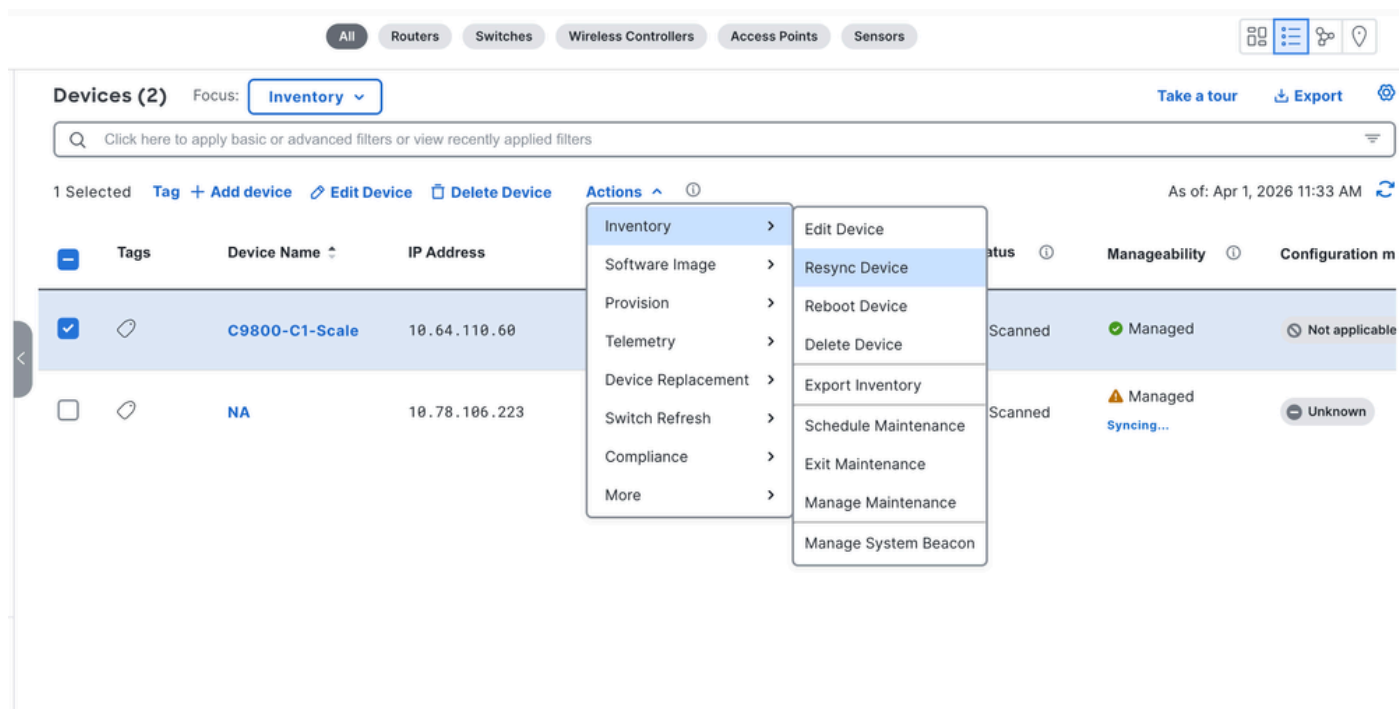 All Routers Switches Wireless Controllers Access Points Sensors
Devices (2) Focus: Inventory Take a tour Export
Click here to apply basic or advanced filters or view recently applied filters
1 Selected Tag + Add device Edit Device Delete Device Actions As of: Apr 1, 2026 11:33 AM
Tags Device Name IP Address atus Manageability Configuration m
C9800-C1-Scale 10.64.110.60 Scanned Managed Not applicable
NA 10.78.106.223 Scanned Managed Unknown
Syncing...
Inventory
Software Image
Provision
Telemetry
Device Replacement
Switch Refresh
Compliance
More
Edit Device
Resync Device
Reboot Device
Delete Device
Export Inventory
Schedule Maintenance
Exit Maintenance
Manage Maintenance
Manage System Beacon